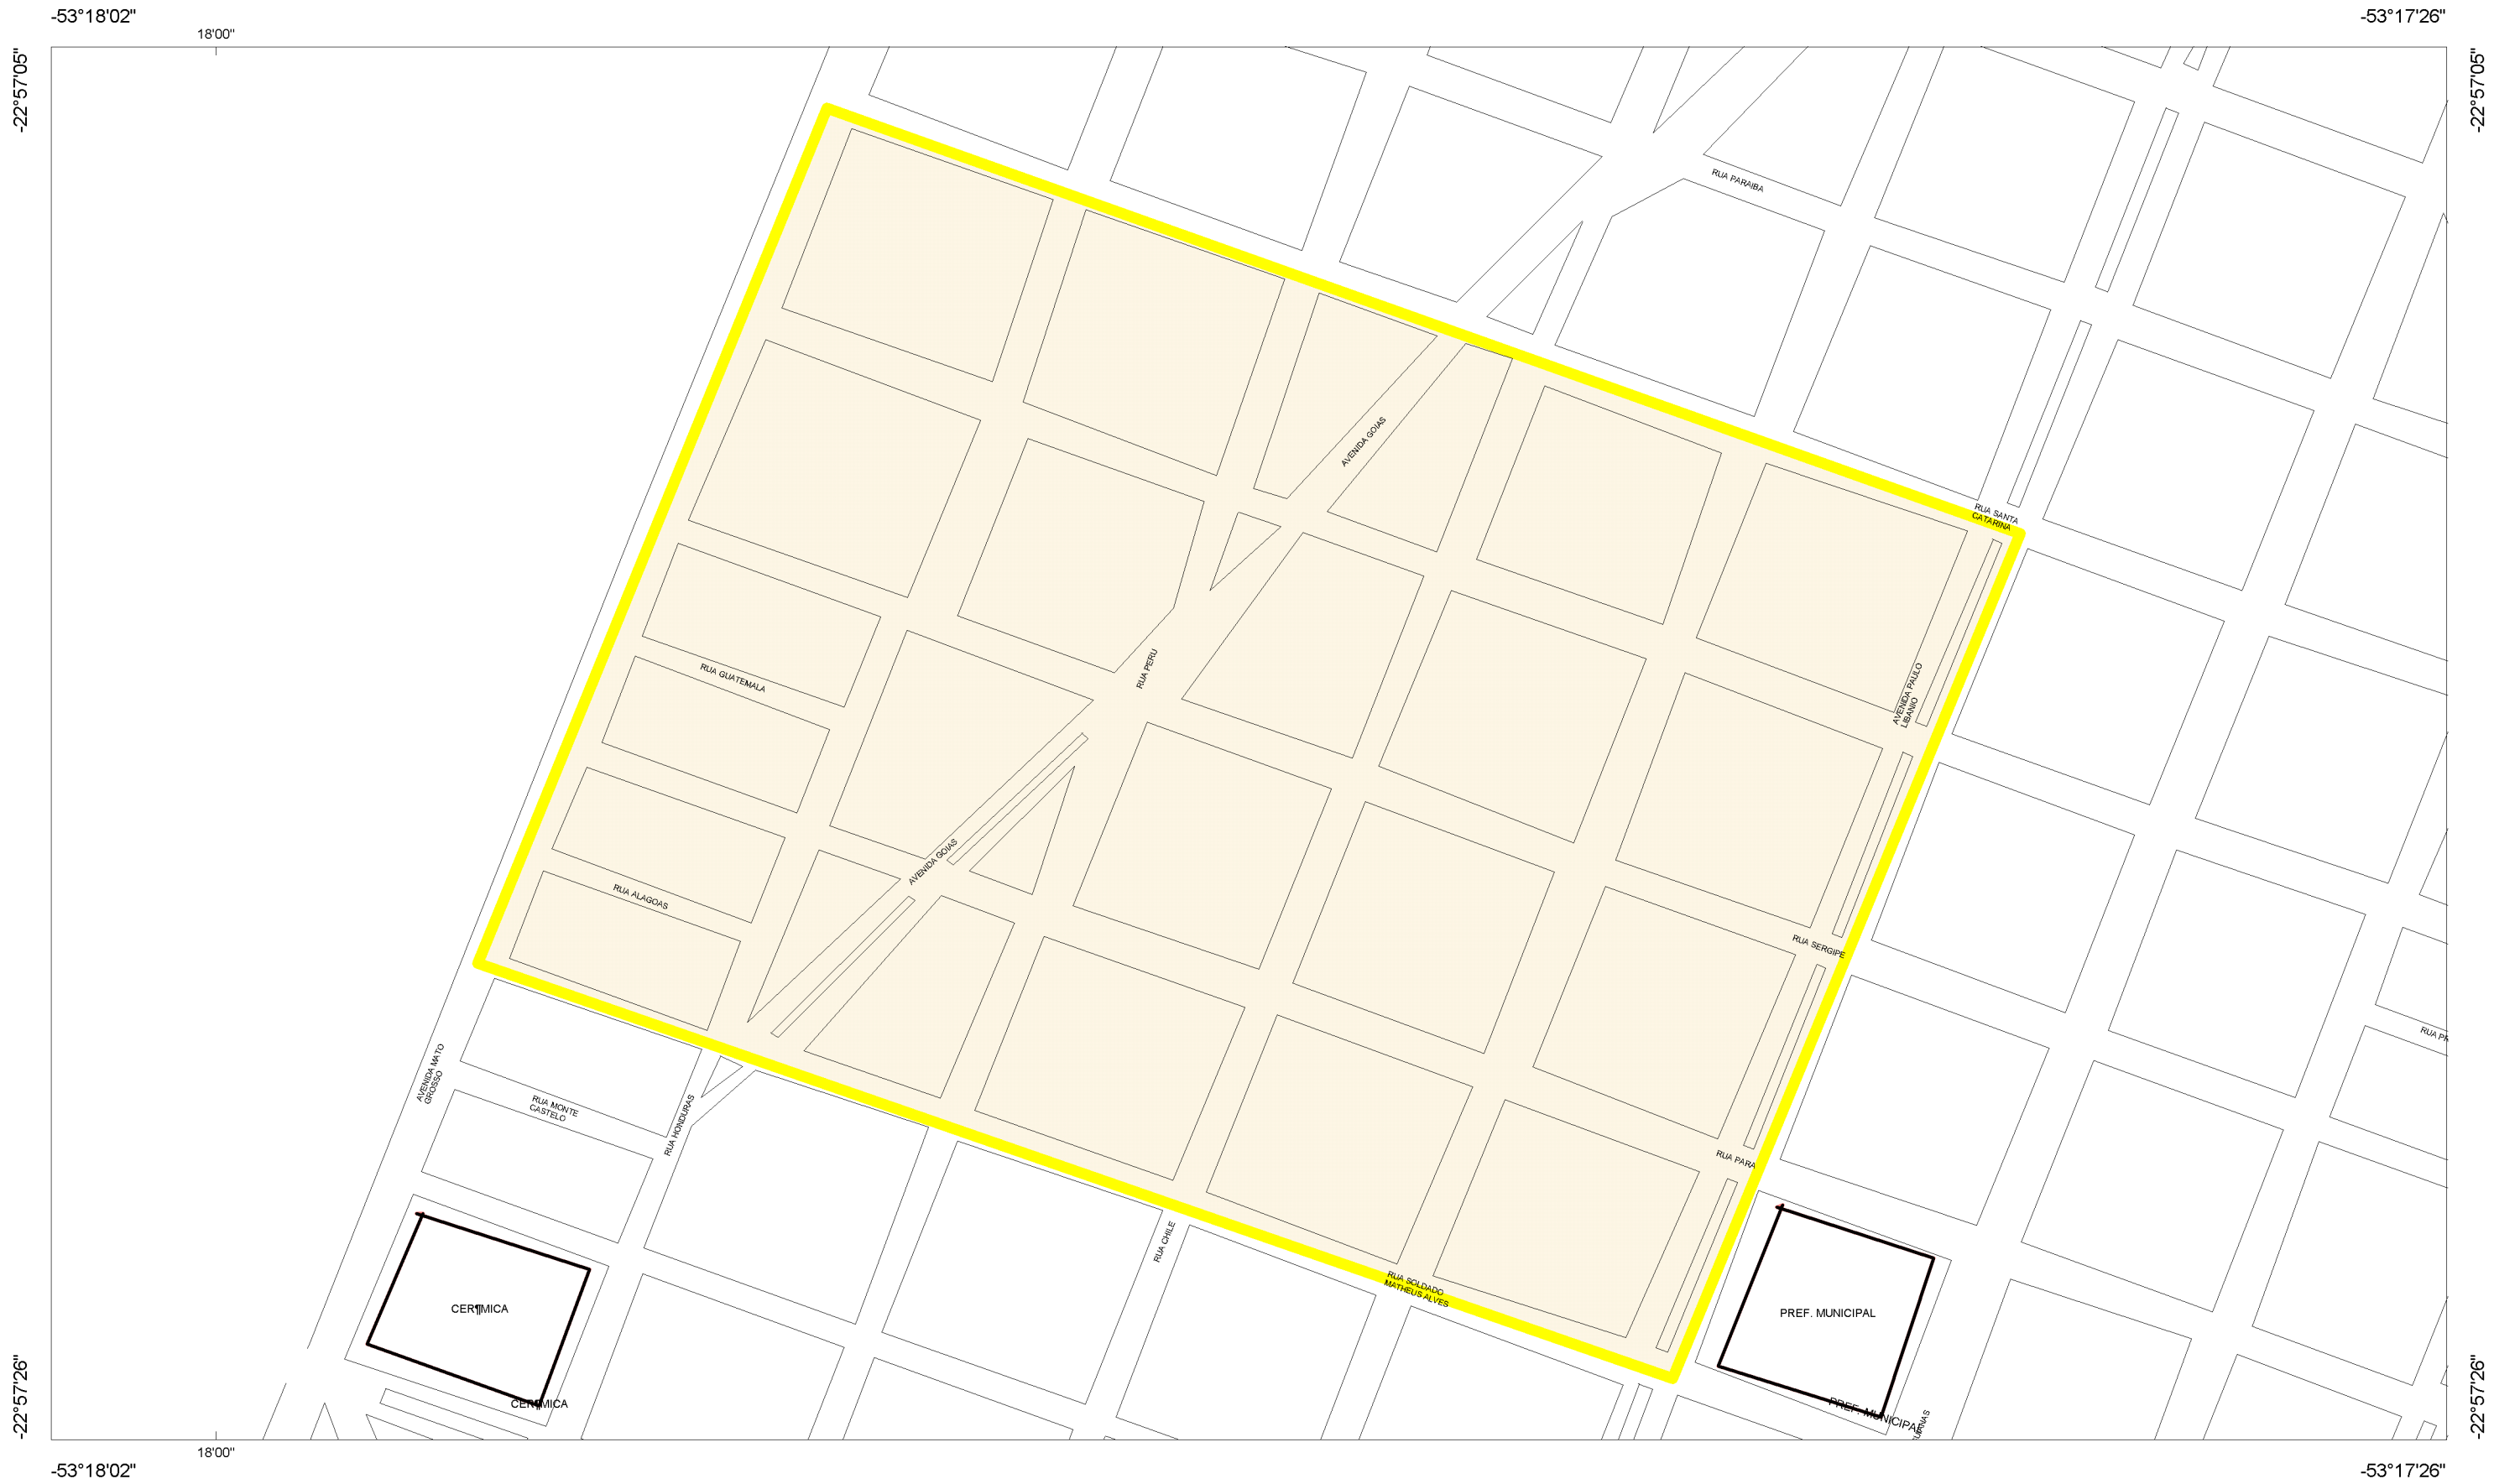 -53°18'02"
-53°17'26"
18'00"
-22°57'05"
-22°57'05"
RUA PARAIBA
AVENIDA GOIAS
RUA SANTA
CATARINA
RUA PERU
RUA GUATEMALA
AVENIDA PAULO
LIBANIO
AVENIDA GOIAS
RUA ALAGOAS
RUA SERGIPE
RUA PR
AVENIDA MATO
GROSSO
RUA MONTE
CASTELO
RUA HONDURAS
RUA PARA
RUA CHILE
RUA SOLDADO
MATHEUS ALVES
CER¶MICA
PREF. MUNICIPAL
CER¶MICA
PREF. MUNICIPAL
-22°57'26"
-22°57'26"
18'00"
-53°18'02"
-53°17'26"